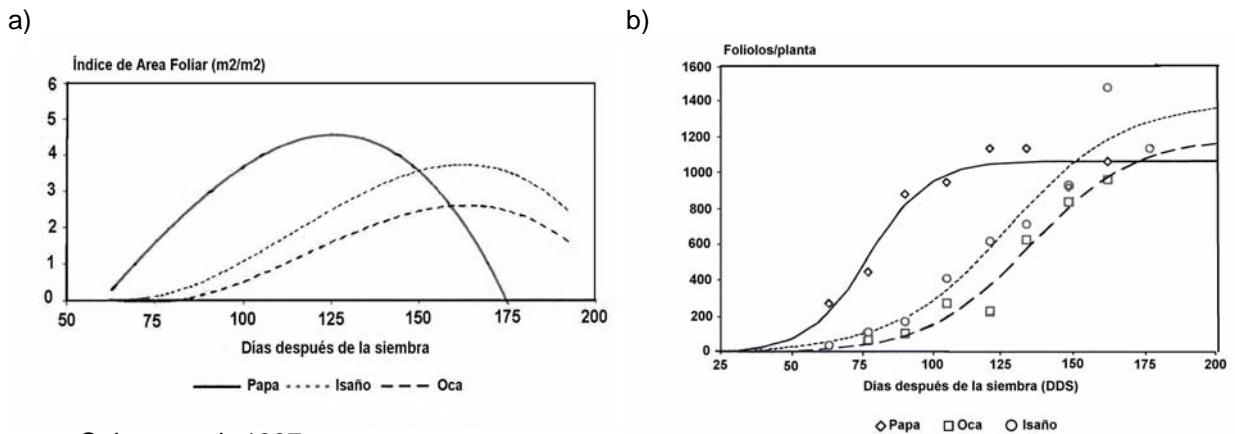 a)
Índice de Area Foliar (m2/m2)
6
5
4
3
2
1
0
50 75 100 125 150 175 200
Días después de la siembra
Papa Isaño Oca
b)
Foliolos/planta
1600
1400
1200
1000
800
600
400
200
0
25 50 75 100 125 150 175 200
Días después de la siembra (DDS)
Papa Oca Isaño